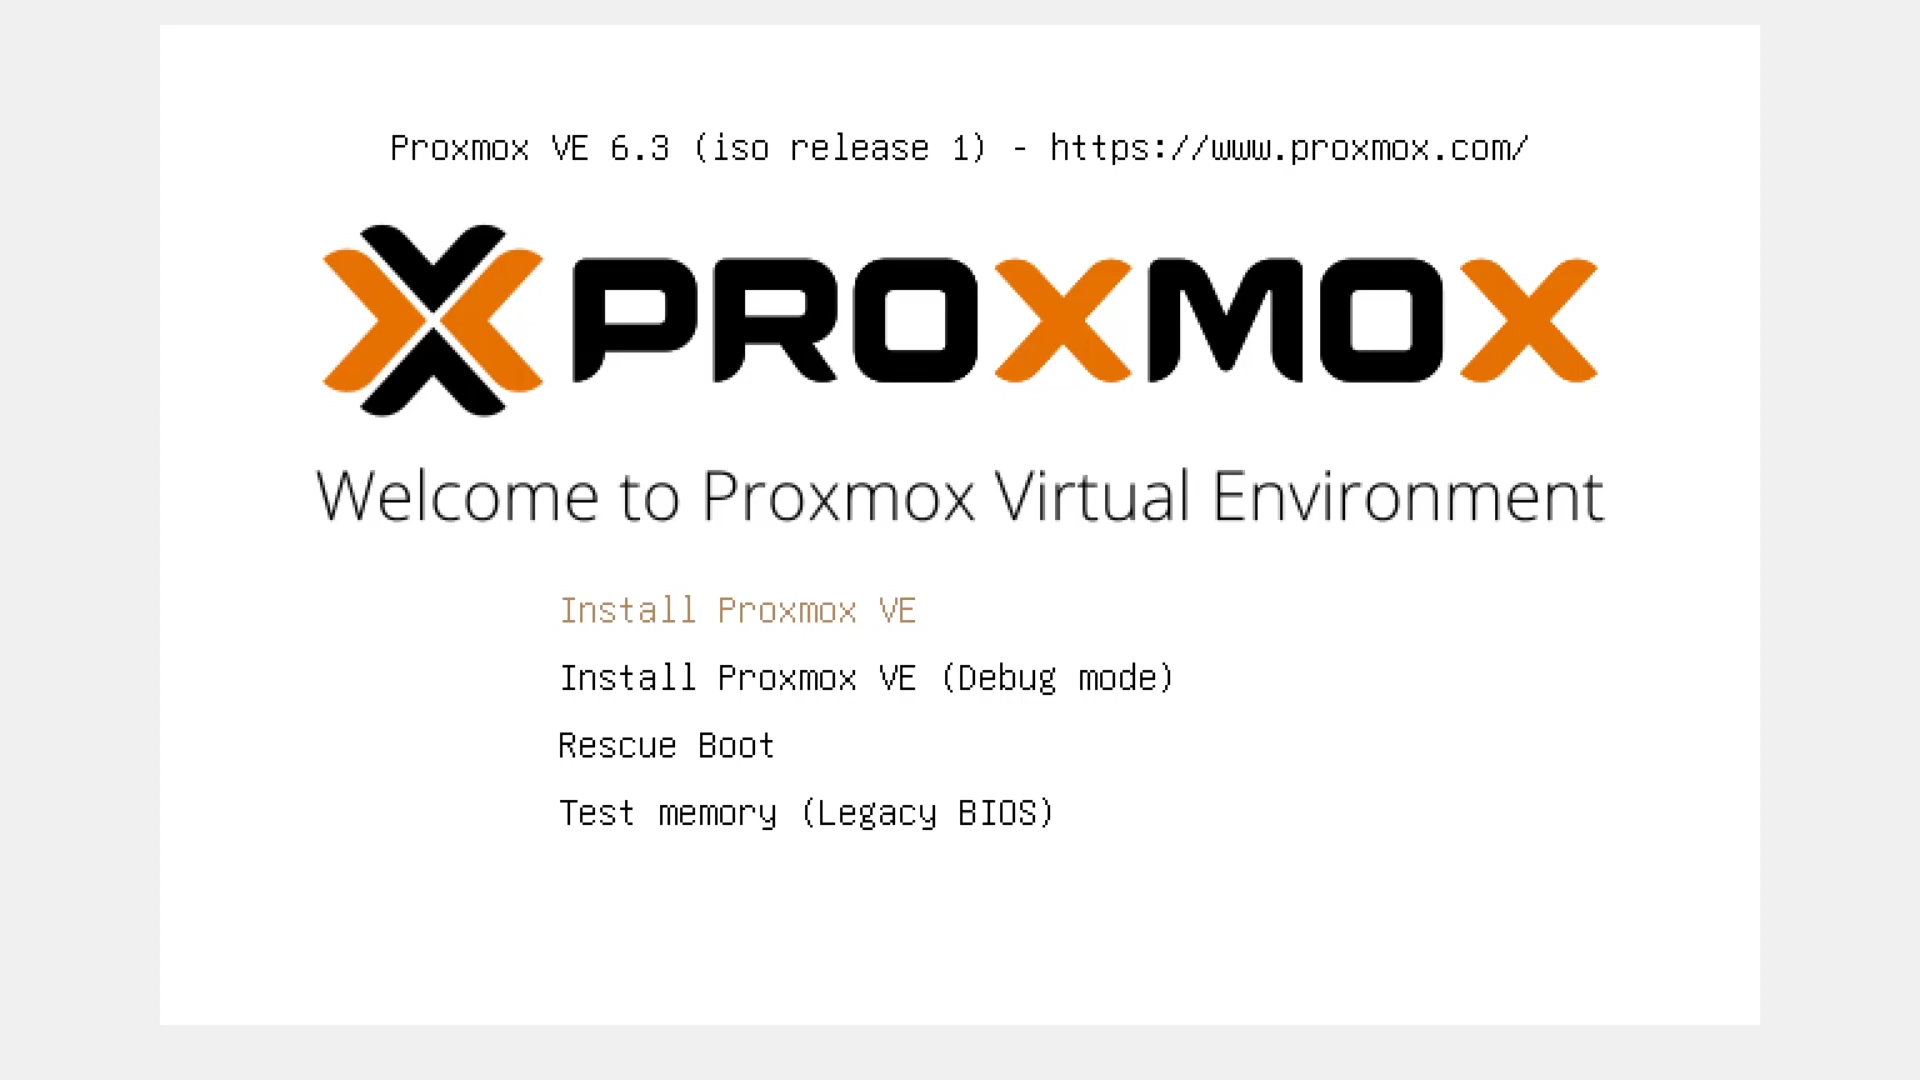 Proxmox VE 6.3 (iso release 1) - https://www.proxmox.com/
PROXMOX
Welcome to Proxmox Virtual Environment
Install Proxmox VE
Install Proxmox VE (Debug mode)
Rescue Boot
Test memory (Legacy BIOS)